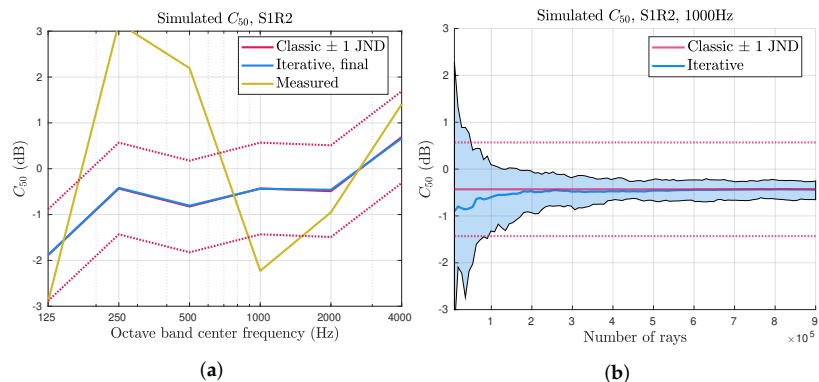 Simulated C50, S1R2
Classic ± 1 JND
Iterative, final
Measured
3
2
1
0
-1
-2
-3
C50 (dB)
125 250 500 1000 2000 4000
Octave band center frequency (Hz)
(a)
Simulated C50, S1R2, 1000Hz
Classic ± 1 JND
Iterative
3
2
1
0
-1
-2
-3
C50 (dB)
1 2 3 4 5 6 7 8 9
×10^5
Number of rays
(b)